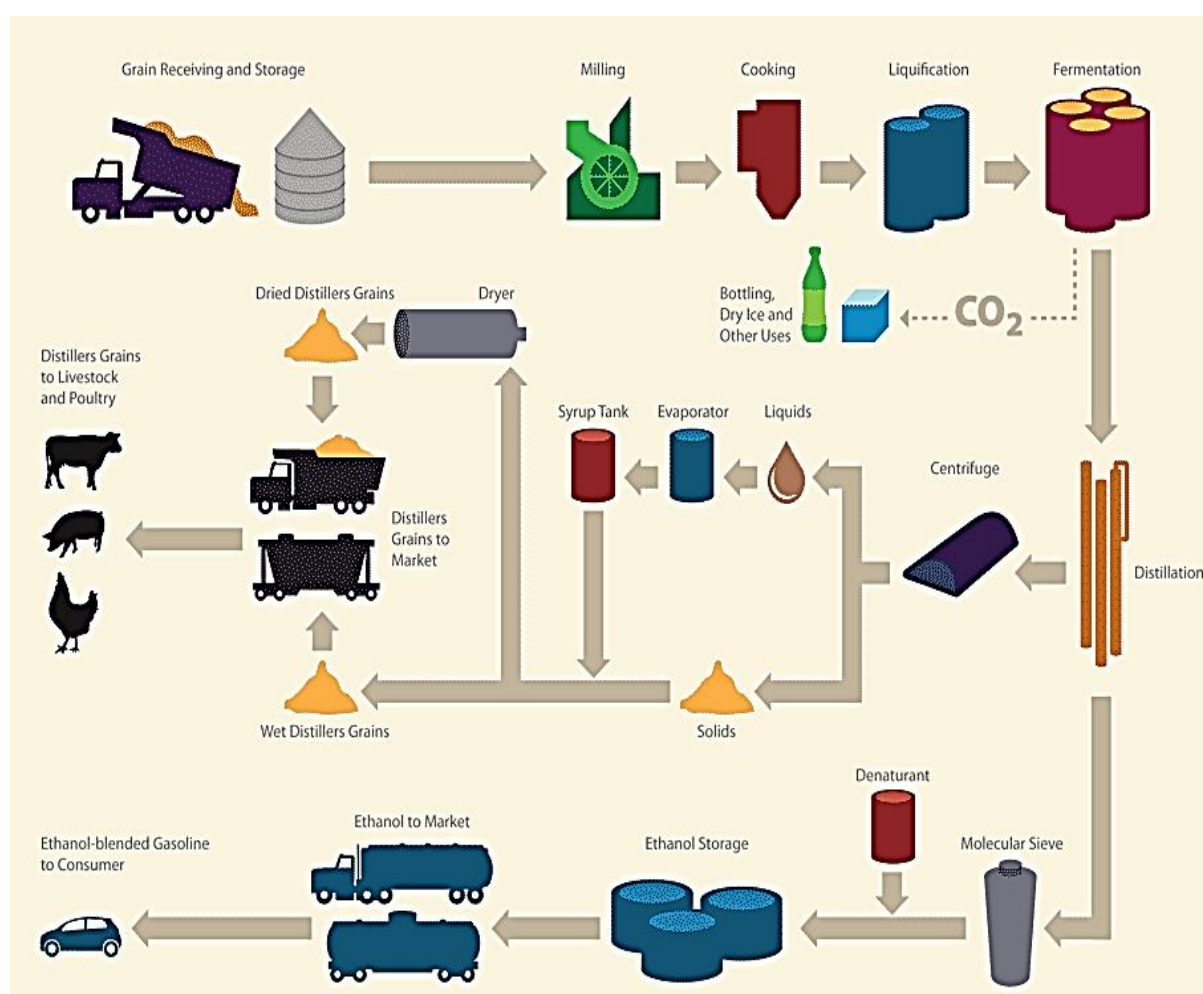 Grain Receiving and Storage
Milling
Cooking
Liquification
Fermentation
Bottling,
Dry Ice and
Other Uses
CO2
Dried Distillers Grains
Dryer
Distillers Grains
to Livestock
and Poultry
Syrup Tank
Evaporator
Liquids
Centrifuge
Distillers
Grains to
Market
Distillation
Wet Distillers Grains
Solids
Denaturant
Ethanol-blended Gasoline
to Consumer
Ethanol to Market
Ethanol Storage
Molecular Sieve